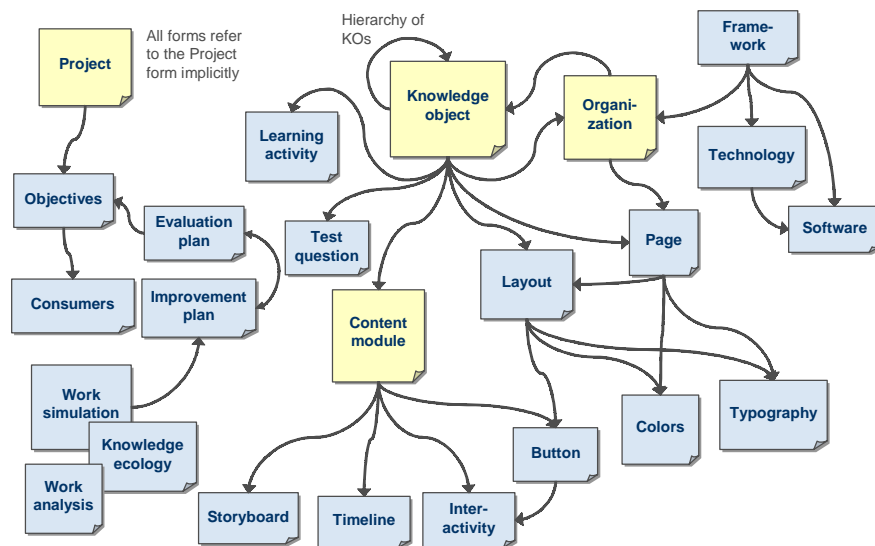 All forms refer
to the Project
form implicitly
Hierarchy of
KOs
Project
Knowledge
object
Organi-
zation
Frame-
work
Learning
activity
Technology
Objectives
Evaluation
plan
Test
question
Page
Software
Layout
Consumers
Improvement
plan
Content
module
Work
simulation
Colors
Typography
Knowledge
ecology
Button
Work
analysis
Storyboard
Timeline
Inter-
activity